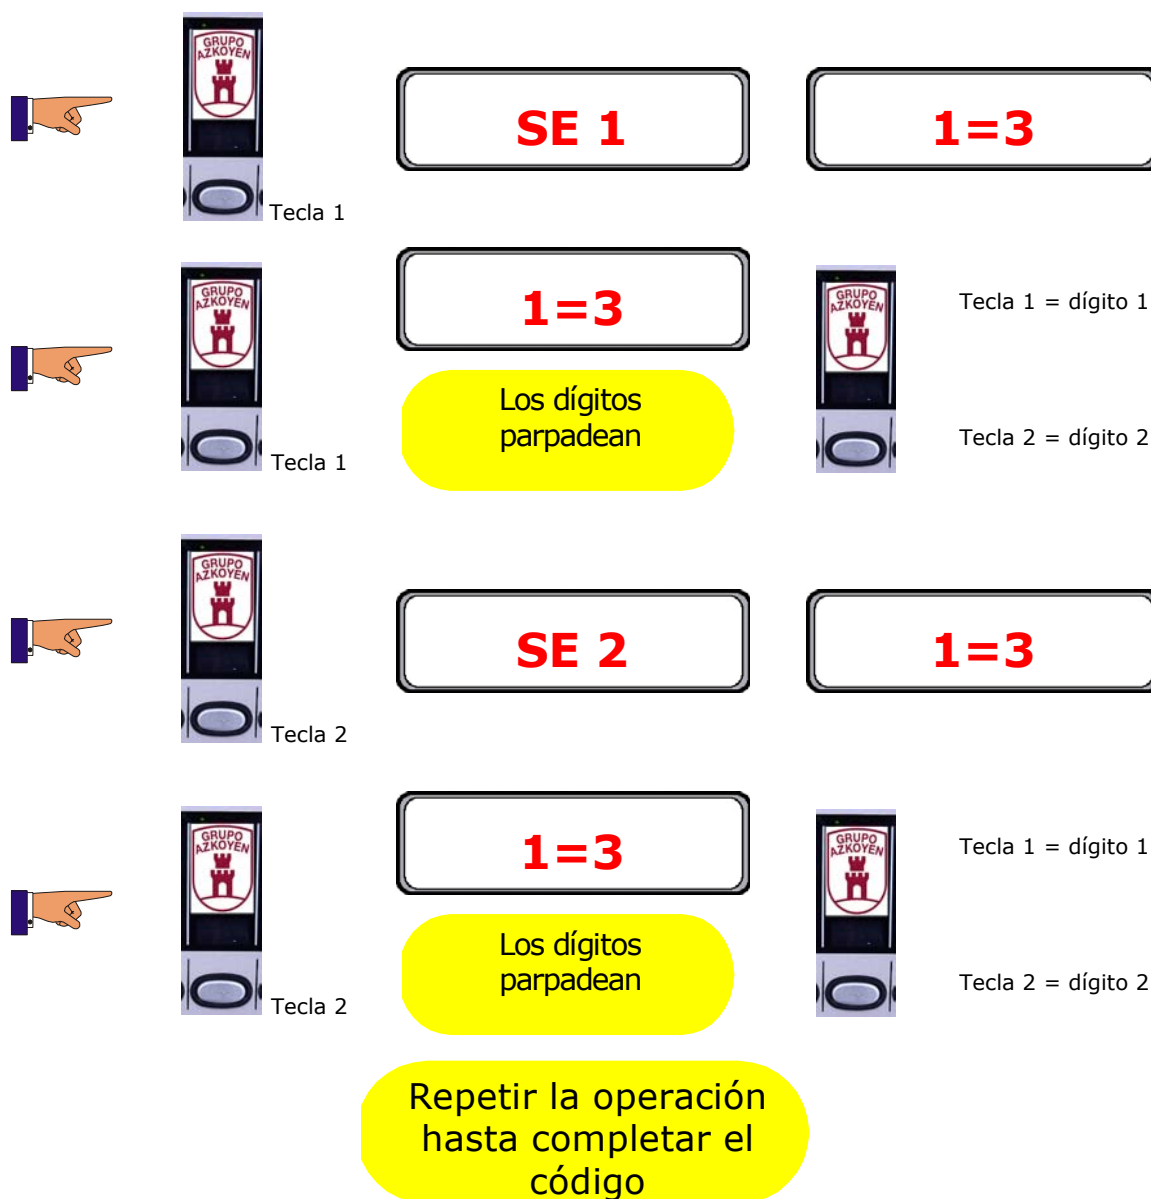 GRUPO
AZKOYEN
SE 1
1=3
Tecla 1
GRUPO
AZKOYEN
Tecla 1
1=3
Los dígitos
parpadean
GRUPO
AZKOYEN
Tecla 1 = dígito 1
Tecla 2 = dígito 2
GRUPO
AZKOYEN
SE 2
1=3
Tecla 2
GRUPO
AZKOYEN
Tecla 2
1=3
Los dígitos
parpadean
GRUPO
AZKOYEN
Tecla 1 = dígito 1
Tecla 2 = dígito 2
Repetir la operación
hasta completar el
código